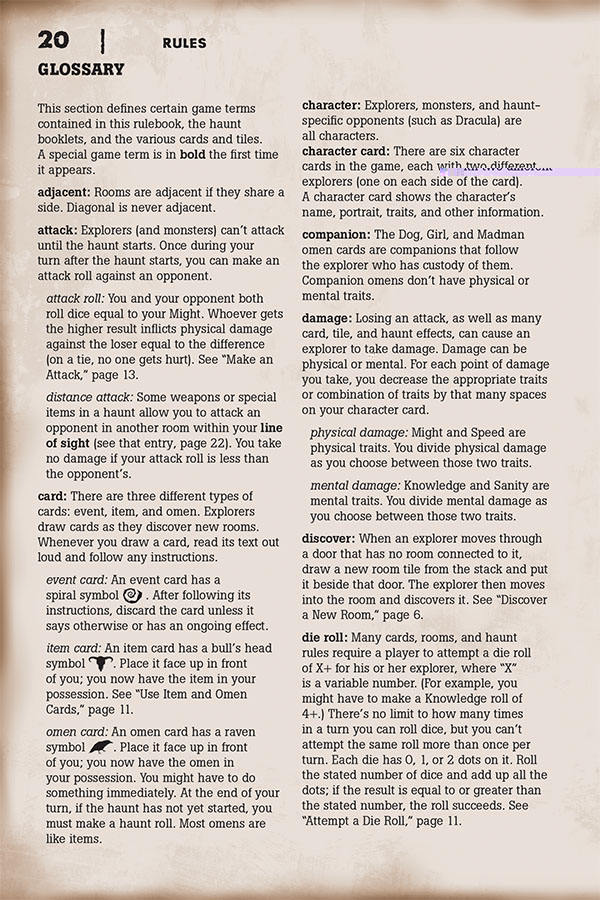 20 | RULES
GLOSSARY
This section defines certain game terms
contained in this rulebook, the haunt
booklets, and the various cards and tiles.
A special game term is in bold the first time
it appears.
adjacent: Rooms are adjacent if they share a
side. Diagonal is never adjacent.
attack: Explorers (and monsters) can't attack
until the haunt starts. Once during your
turn after the haunt starts, you can make an
attack roll against an opponent.
attack roll: You and your opponent both
roll dice equal to your Might. Whoever gets
the higher result inflicts physical damage
against the loser equal to the difference
(on a tie, no one gets hurt). See "Make an
Attack," page 13.
distance attack: Some weapons or special
items in a haunt allow you to attack an
opponent in another room within your line
of sight (see that entry, page 22). You take
no damage if your attack roll is less than
the opponent's.
card: There are three different types of
cards: event, item, and omen. Explorers
draw cards as they discover new rooms.
Whenever you draw a card, read its text out
loud and follow any instructions.
event card: An event card has a
spiral symbol . After following its
instructions, discard the card unless it
says otherwise or has an ongoing effect.
item card: An item card has a bull's head
symbol . Place it face up in front
of you; you now have the item in your
possession. See "Use Item and Omen
Cards," page 11.
omen card: An omen card has a raven
symbol . Place it face up in front
of you; you now have the omen in
your possession. You might have to do
something immediately. At the end of your
turn, if the haunt has not yet started, you
must make a haunt roll. Most omens are
like items.
character: Explorers, monsters, and haunt–
specific opponents (such as Dracula) are
all characters.
character card: There are six character
cards in the game, each with two different
explorers (one on each side of the card).
A character card shows the character's
name, portrait, traits, and other information.
companion: The Dog, Girl, and Madman
omen cards are companions that follow
the explorer who has custody of them.
Companion omens don't have physical or
mental traits.
damage: Losing an attack, as well as many
card, tile, and haunt effects, can cause an
explorer to take damage. Damage can be
physical or mental. For each point of damage
you take, you decrease the appropriate traits
or combination of traits by that many spaces
on your character card.
physical damage: Might and Speed are
physical traits. You divide physical damage
as you choose between those two traits.
mental damage: Knowledge and Sanity are
mental traits. You divide mental damage as
you choose between those two traits.
discover: When an explorer moves through
a door that has no room connected to it,
draw a new room tile from the stack and put
it beside that door. The explorer then moves
into the room and discovers it. See "Discover
a New Room," page 6.
die roll: Many cards, rooms, and haunt
rules require a player to attempt a die roll
of X+ for his or her explorer, where "X"
is a variable number. (For example, you
might have to make a Knowledge roll of
4+.) There's no limit to how many times
in a turn you can roll dice, but you can't
attempt the same roll more than once per
turn. Each die has 0, 1, or 2 dots on it. Roll
the stated number of dice and add up all the
dots; if the result is equal to or greater than
the stated number, the roll succeeds. See
"Attempt a Die Roll," page 11.